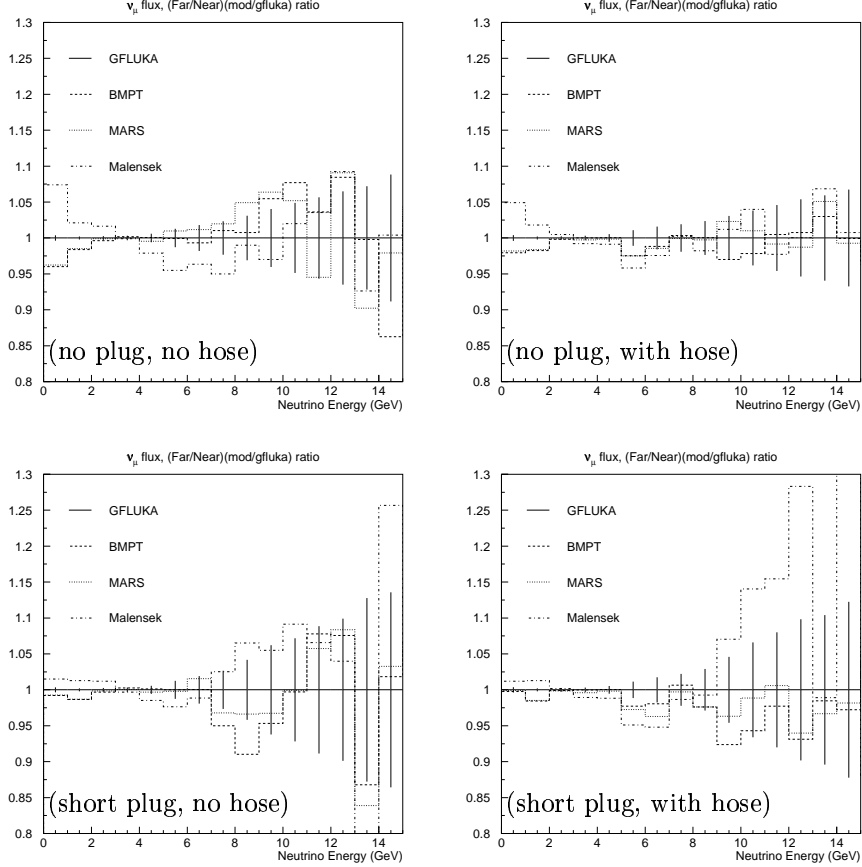 ν_μ flux, (Far/Near)(mod/gfluka) ratio
1.3
1.25
1.2
1.15
1.1
1.05
1
0.95
0.9
0.85
0.8
GFLUKA
BMPT
MARS
Malensek
(no plug, no hose)
0 2 4 6 8 10 12 14
Neutrino Energy (GeV)
ν_μ flux, (Far/Near)(mod/gfluka) ratio
1.3
1.25
1.2
1.15
1.1
1.05
1
0.95
0.9
0.85
0.8
GFLUKA
BMPT
MARS
Malensek
(no plug, with hose)
0 2 4 6 8 10 12 14
Neutrino Energy (GeV)
ν_μ flux, (Far/Near)(mod/gfluka) ratio
1.3
1.25
1.2
1.15
1.1
1.05
1
0.95
0.9
0.85
0.8
GFLUKA
BMPT
MARS
Malensek
(short plug, no hose)
0 2 4 6 8 10 12 14
Neutrino Energy (GeV)
ν_μ flux, (Far/Near)(mod/gfluka) ratio
1.3
1.25
1.2
1.15
1.1
1.05
1
0.95
0.9
0.85
0.8
GFLUKA
BMPT
MARS
Malensek
(short plug, with hose)
0 2 4 6 8 10 12 14
Neutrino Energy (GeV)